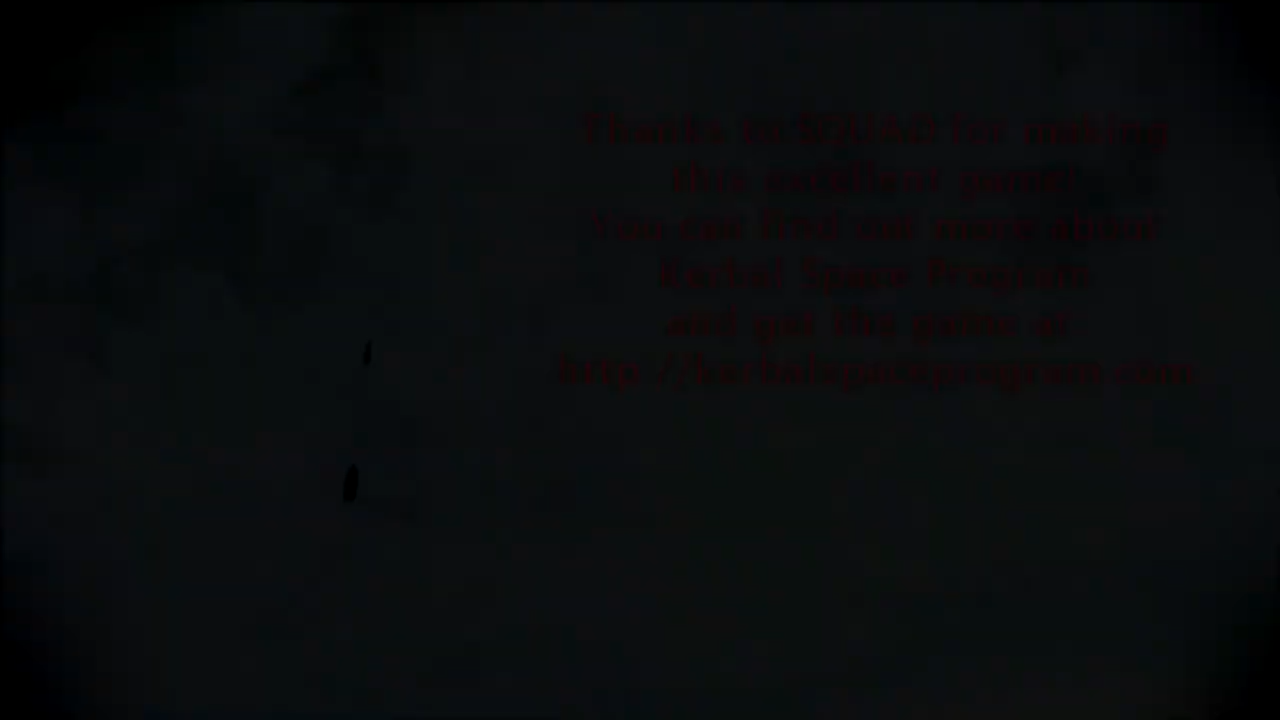 Thanks to SQUAD for making
this excellent game!
You can find out more about
Kerbal Space Program
and get the game at
http://kerbalspaceprogram.com